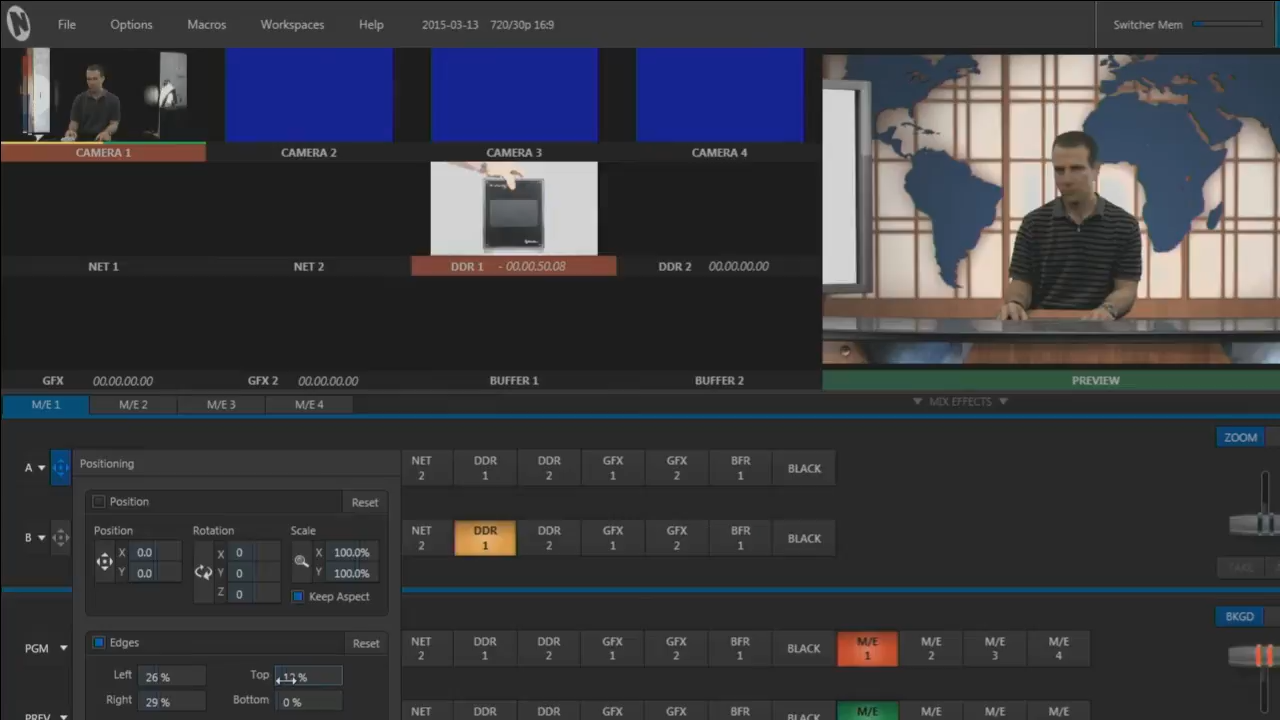 File Options Macros Workspaces Help 2015-03-13 720/30p 16:9 Switcher Mem
CAMERA 1 CAMERA 2 CAMERA 3 CAMERA 4
NET 1 NET 2 DDR 1 - 00.00.50.08 DDR 2 00.00.00.00
GFX 00.00.00.00 GFX 2 00.00.00.00 BUFFER 1 BUFFER 2 PREVIEW
M/E 1 M/E 2 M/E 3 M/E 4 MIX EFFECTS
ZOOM
A Positioning NET 2 DDR 1 DDR 2 GFX 1 GFX 2 BFR 1 BLACK
Position Reset
Position Rotation Scale
B NET 2 DDR 1 DDR 2 GFX 1 GFX 2 BFR 1 BLACK
X 0.0 X 0 X 100.0%
Y 0.0 Y 0 Y 100.0%
TAKE
Z 0 Keep Aspect
BKGD
Edges Reset
PGM NET 2 DDR 1 DDR 2 GFX 1 GFX 2 BFR 1 BLACK M/E 1 M/E 2 M/E 3 M/E 4
Left 26 % Top %
Right 29 % Bottom 0 %
PREV NET DDR DDR GFX GFX BFR BLACK M/E M/E M/E M/E